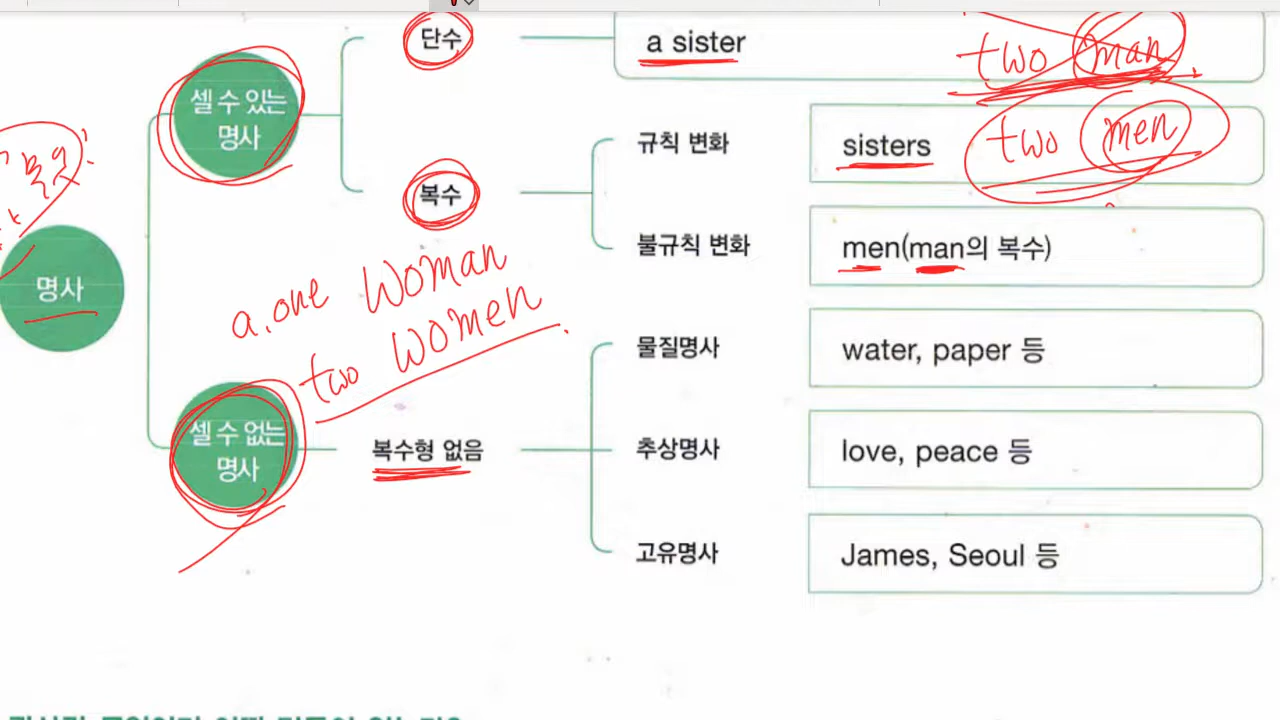 단수
a sister
two man
셀 수 있는
명사
규칙 변화
sisters
two men
복수
불규칙 변화
men(man의 복수)
명사
a.one woman
two women
물질명사
water, paper 등
셀 수 없는
명사
복수형 없음
추상명사
love, peace 등
고유명사
James, Seoul 등